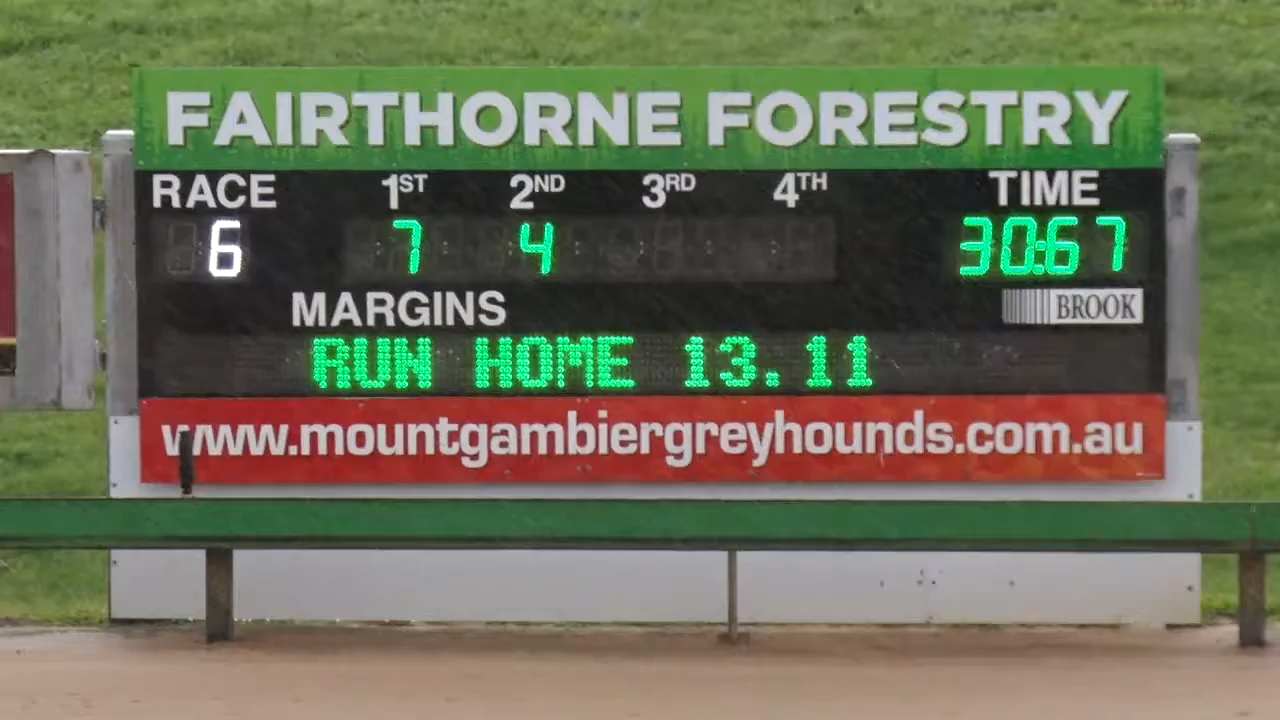 FAIRTHORNE FORESTRY
RACE 1ST 2ND 3RD 4TH TIME
6 7 4 30:67
MARGINS
BROOK
RUN HOME 13.11
www.mountgambiergreyhounds.com.au